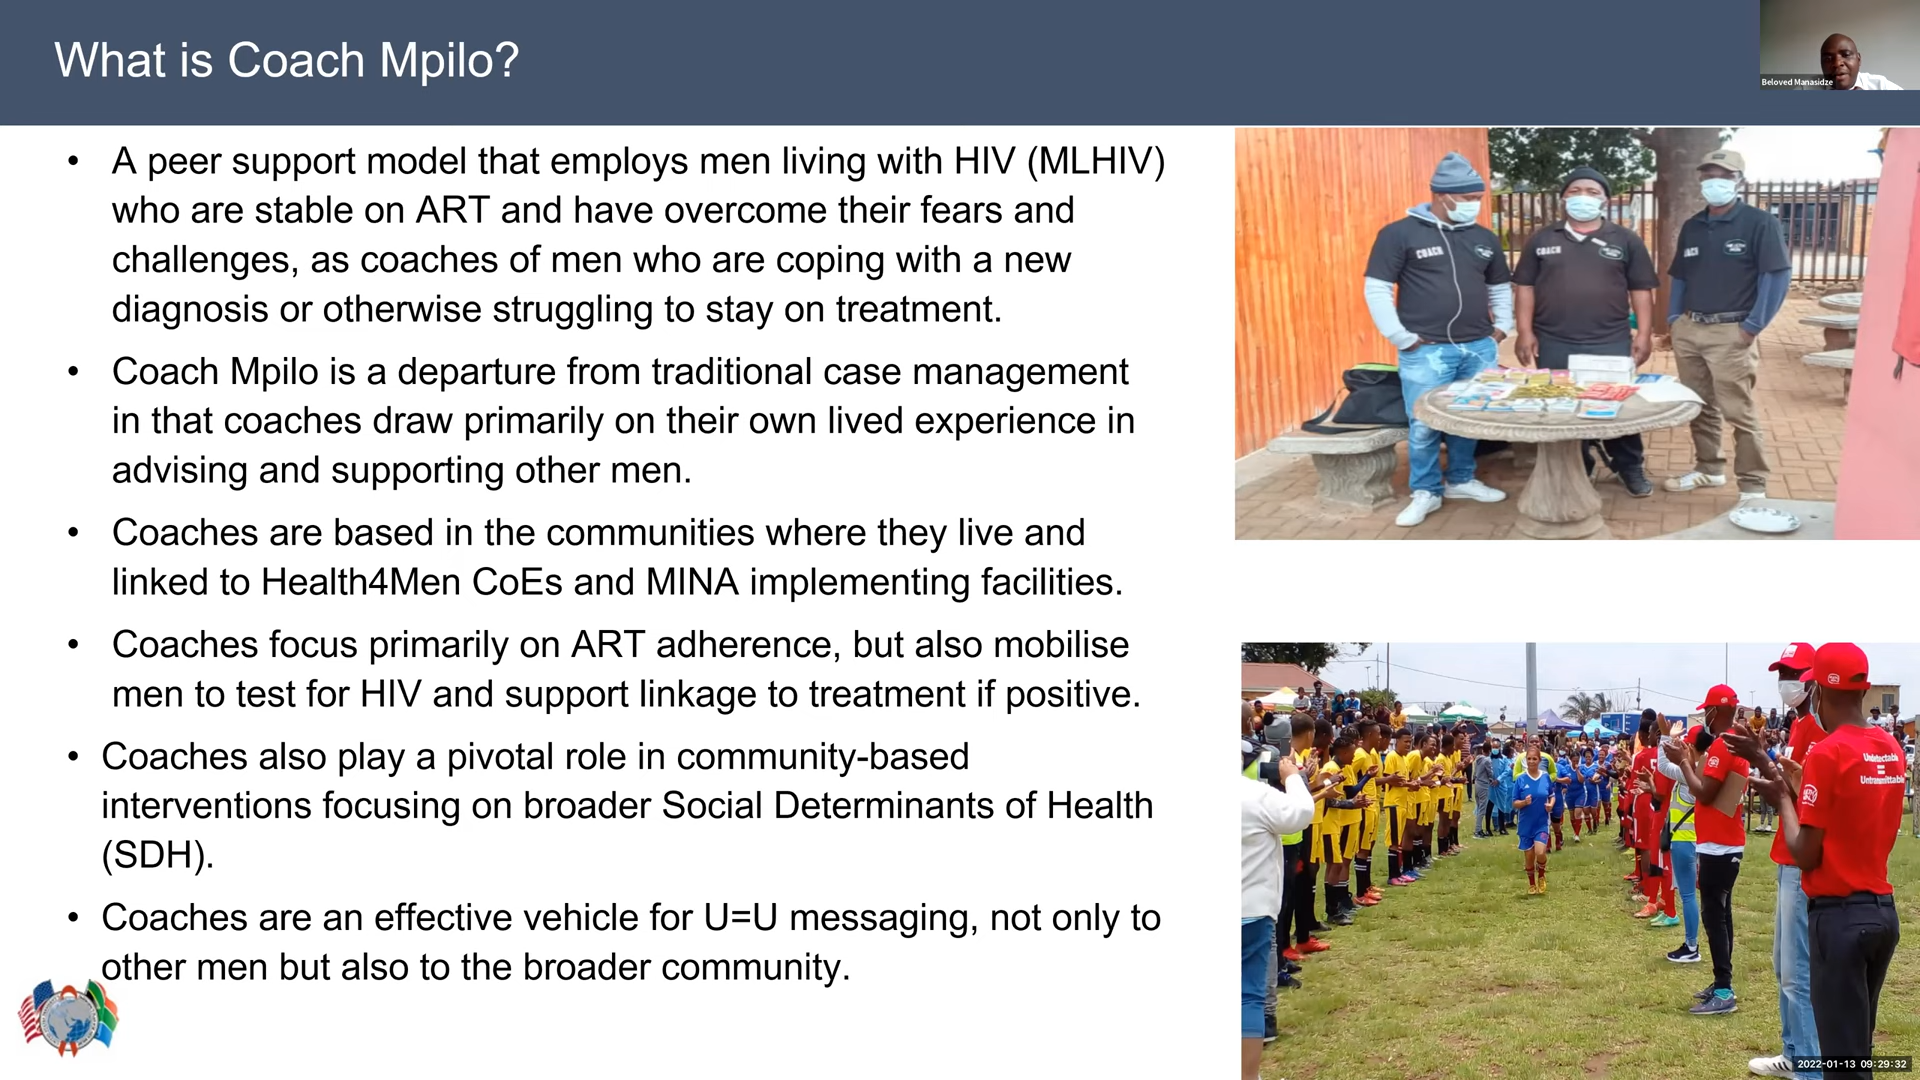 What is Coach Mpilo?
Beloved Manasidze
• A peer support model that employs men living with HIV (MLHIV)
who are stable on ART and have overcome their fears and
challenges, as coaches of men who are coping with a new
diagnosis or otherwise struggling to stay on treatment.
• Coach Mpilo is a departure from traditional case management
in that coaches draw primarily on their own lived experience in
advising and supporting other men.
• Coaches are based in the communities where they live and
linked to Health4Men CoEs and MINA implementing facilities.
• Coaches focus primarily on ART adherence, but also mobilise
men to test for HIV and support linkage to treatment if positive.
• Coaches also play a pivotal role in community-based
interventions focusing on broader Social Determinants of Health
(SDH).
• Coaches are an effective vehicle for U=U messaging, not only to
other men but also to the broader community.
COACH
COACH
Undetectable
=
Untransmittable
2022-01-13 09:29:32